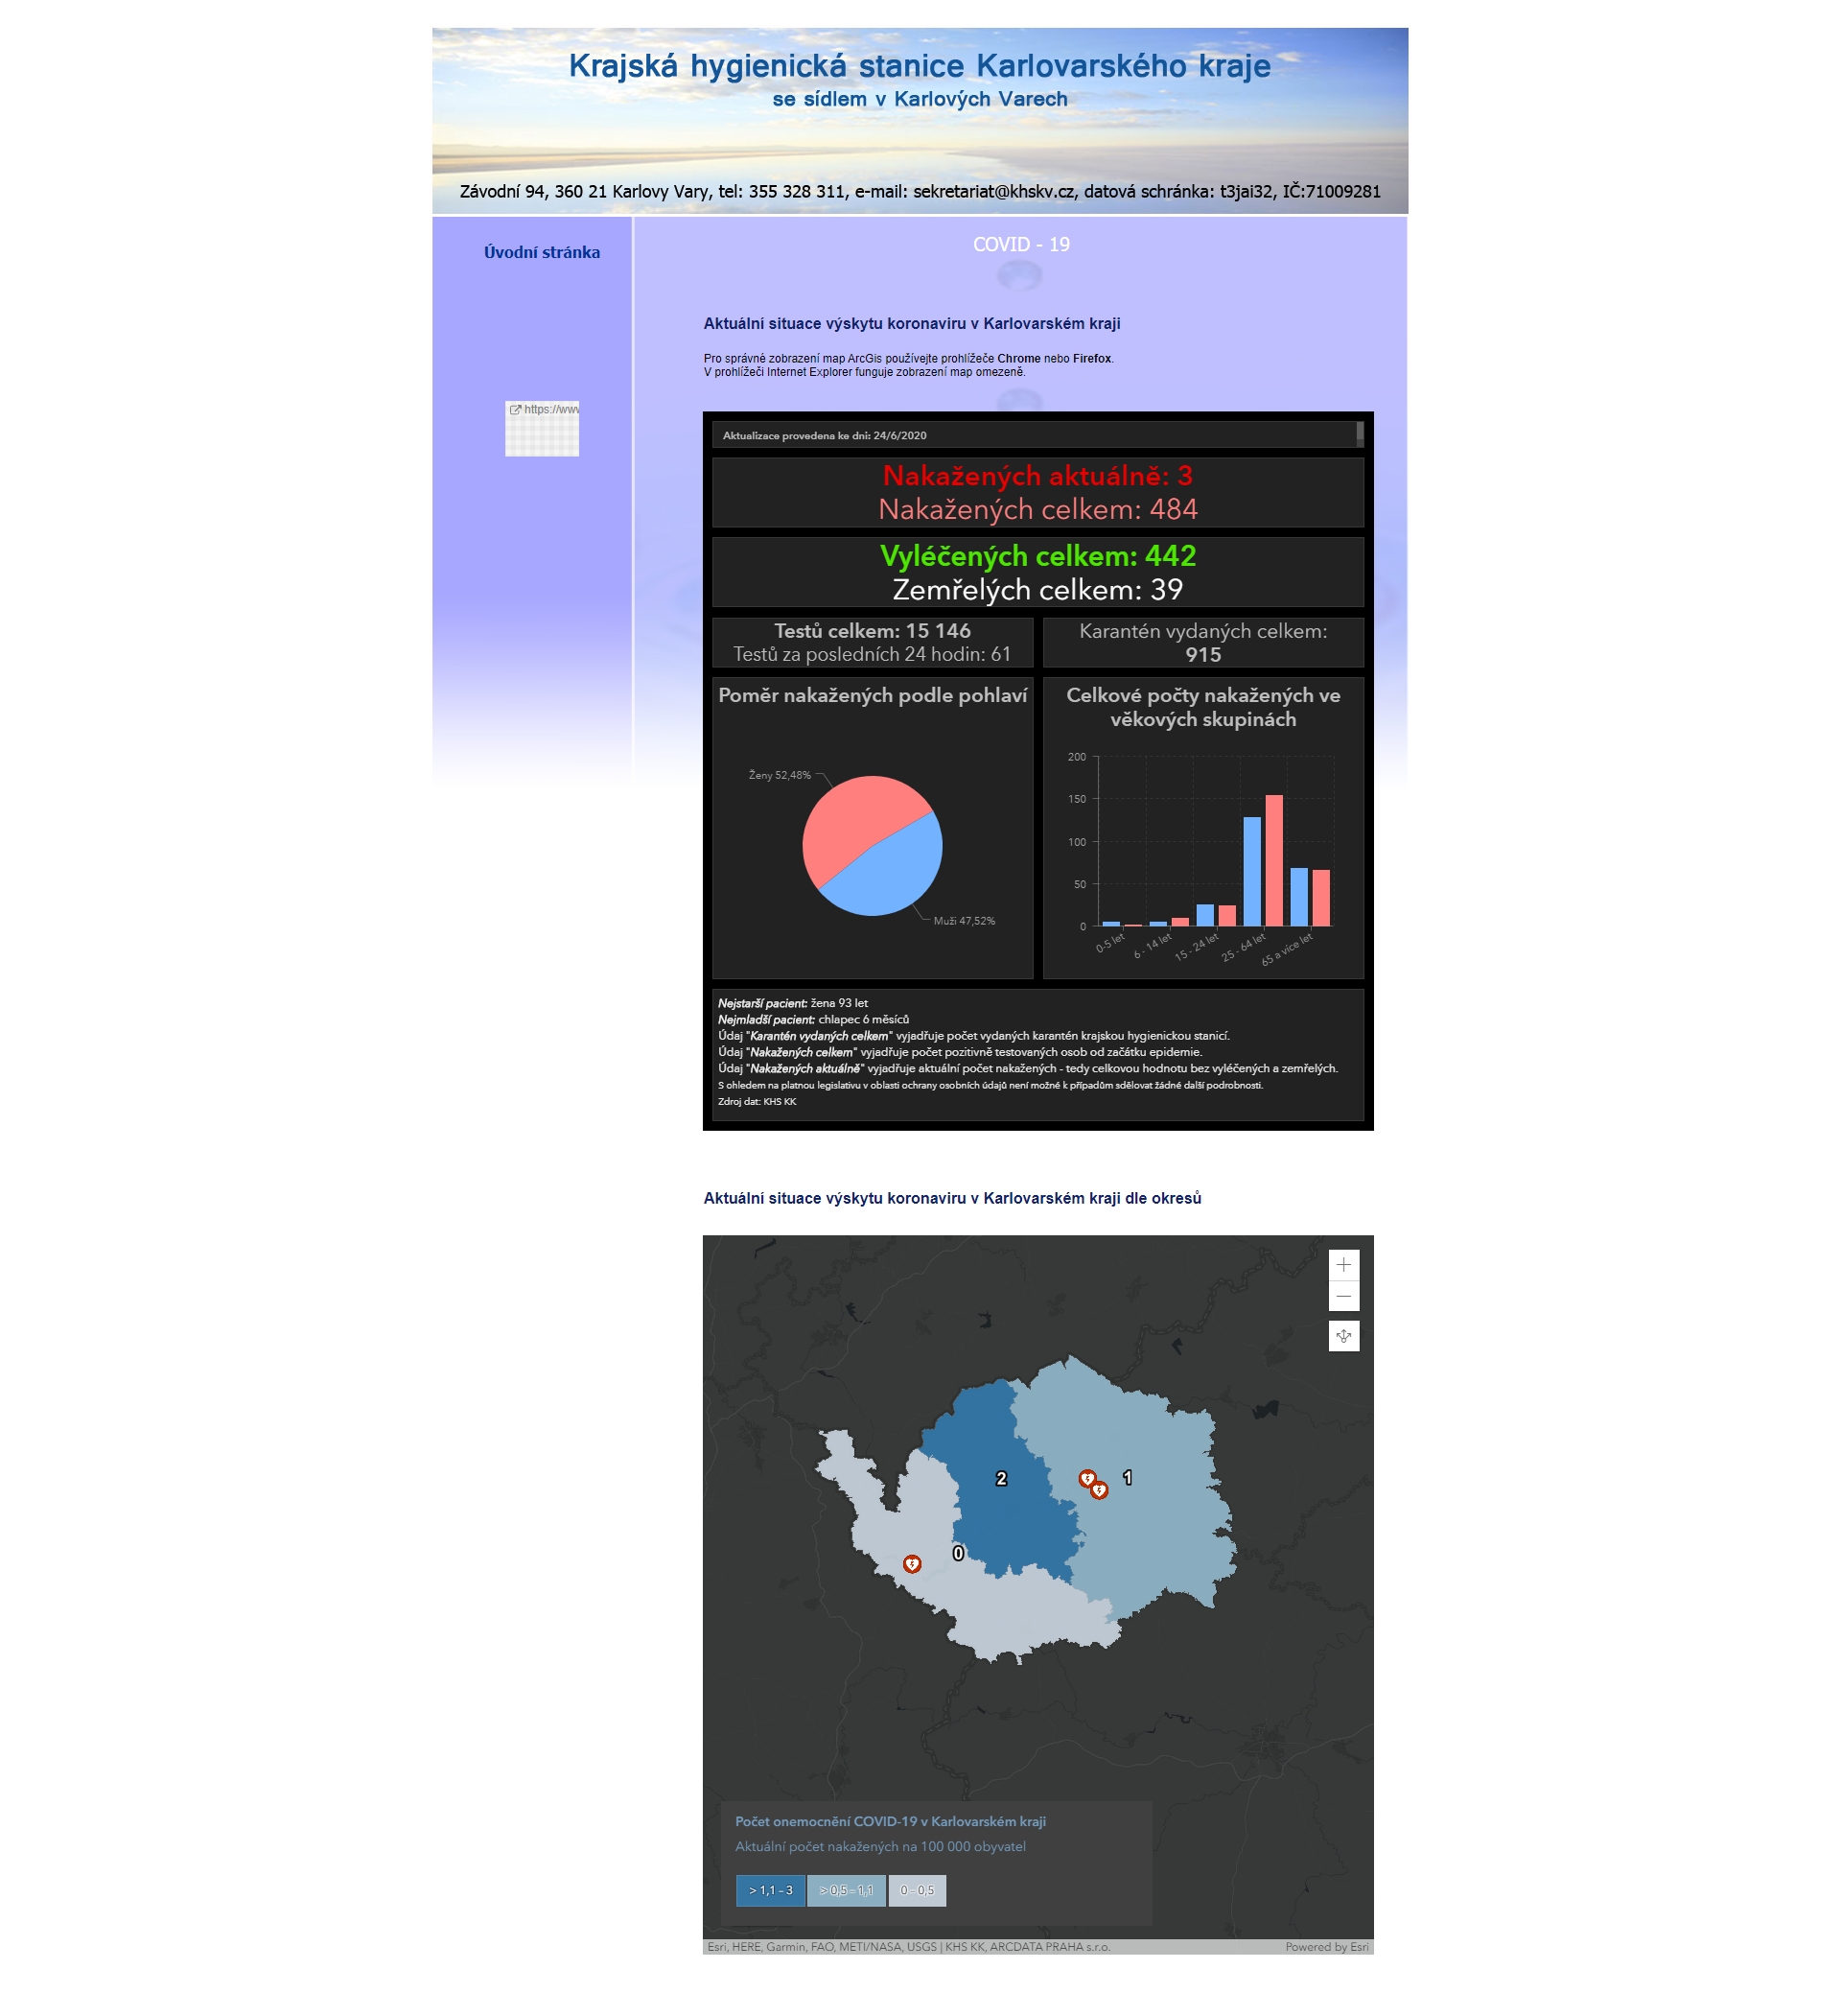 Krajská hygienická stanice Karlovarského kraje
se sídlem v Karlových Varech
Závodní 94, 360 21 Karlovy Vary, tel: 355 328 311, e-mail: sekretariat@khskv.cz, datová schránka: t3jai32, IČ:71009281
Úvodní stránka
https://www
COVID - 19
Aktuální situace výskytu koronaviru v Karlovarském kraji
Pro správné zobrazení map ArcGis používejte prohlížeče Chrome nebo Firefox.
V prohlížeči Internet Explorer funguje zobrazení map omezeně.
Aktualizace provedena ke dni: 24/6/2020
Nakažených aktuálně: 3
Nakažených celkem: 484
Vyléčených celkem: 442
Zemřelých celkem: 39
Testů celkem: 15 146
Testů za posledních 24 hodin: 61
Karantén vydaných celkem:
915
Poměr nakažených podle pohlaví
Ženy 52,48%
Muži 47,52%
Celkové počty nakažených ve
věkových skupinách
200
150
100
50
0
0-5 let
6 - 14 let
15 - 24 let
25 - 64 let
65 a více let
Nejstarší pacient: žena 93 let
Nejmladší pacient: chlapec 6 měsíců
Údaj "Karantén vydaných celkem" vyjadřuje počet vydaných karantén krajskou hygienickou stanicí.
Údaj "Nakažených celkem" vyjadřuje počet pozitivně testovaných osob od začátku epidemie.
Údaj "Nakažených aktuálně" vyjadřuje aktuální počet nakažených - tedy celkovou hodnotu bez vyléčených a zemřelých.
S ohledem na platnou legislativu v oblasti ochrany osobních údajů není možné k případům sdělovat žádné další podrobnosti.
Zdroj dat: KHS KK
Aktuální situace výskytu koronaviru v Karlovarském kraji dle okresů
2
1
0
Počet onemocnění COVID-19 v Karlovarském kraji
Aktuální počet nakažených na 100 000 obyvatel
> 1,1 - 3
> 0,5 - 1,1
0 - 0,5
Esri, HERE, Garmin, FAO, METI/NASA, USGS | KHS KK, ARCDATA PRAHA s.r.o.
Powered by Esri